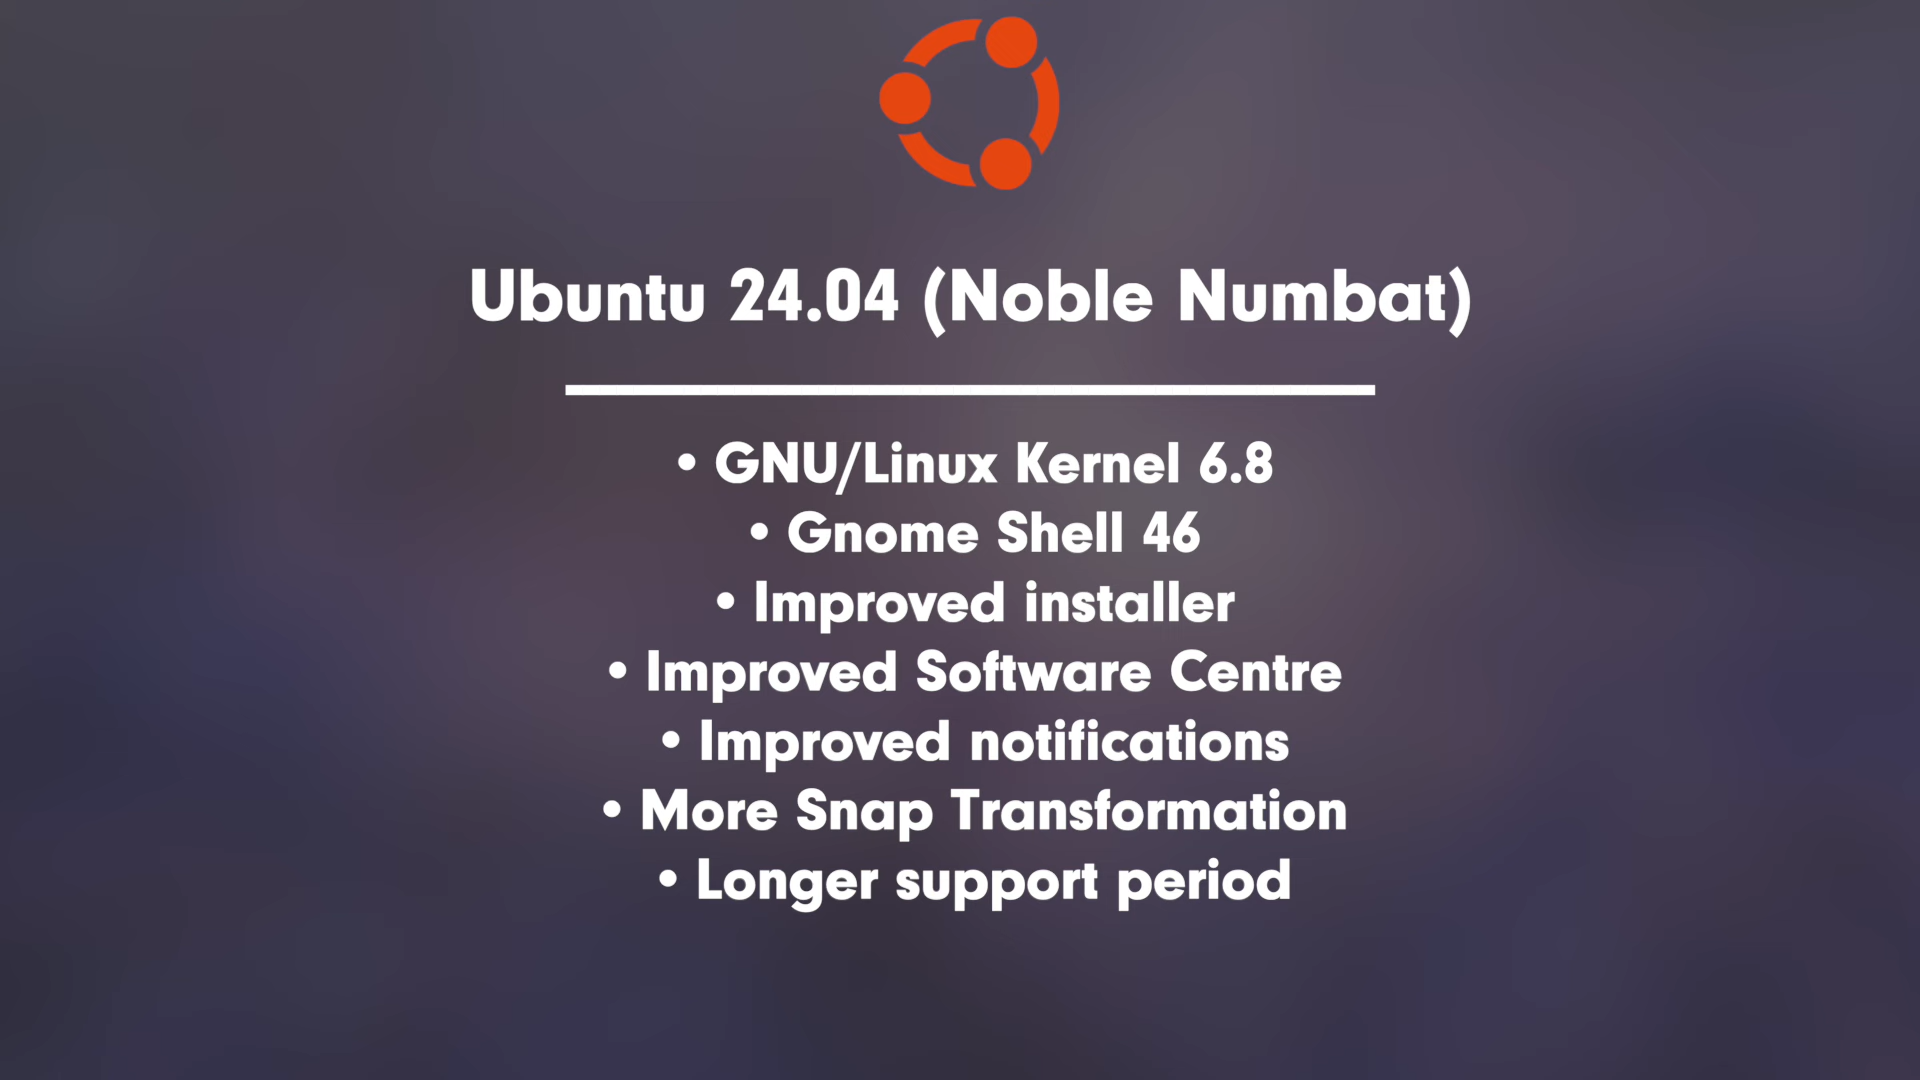 Ubuntu 24.04 (Noble Numbat)
• GNU/Linux Kernel 6.8
• Gnome Shell 46
• Improved installer
• Improved Software Centre
• Improved notifications
• More Snap Transformation
• Longer support period